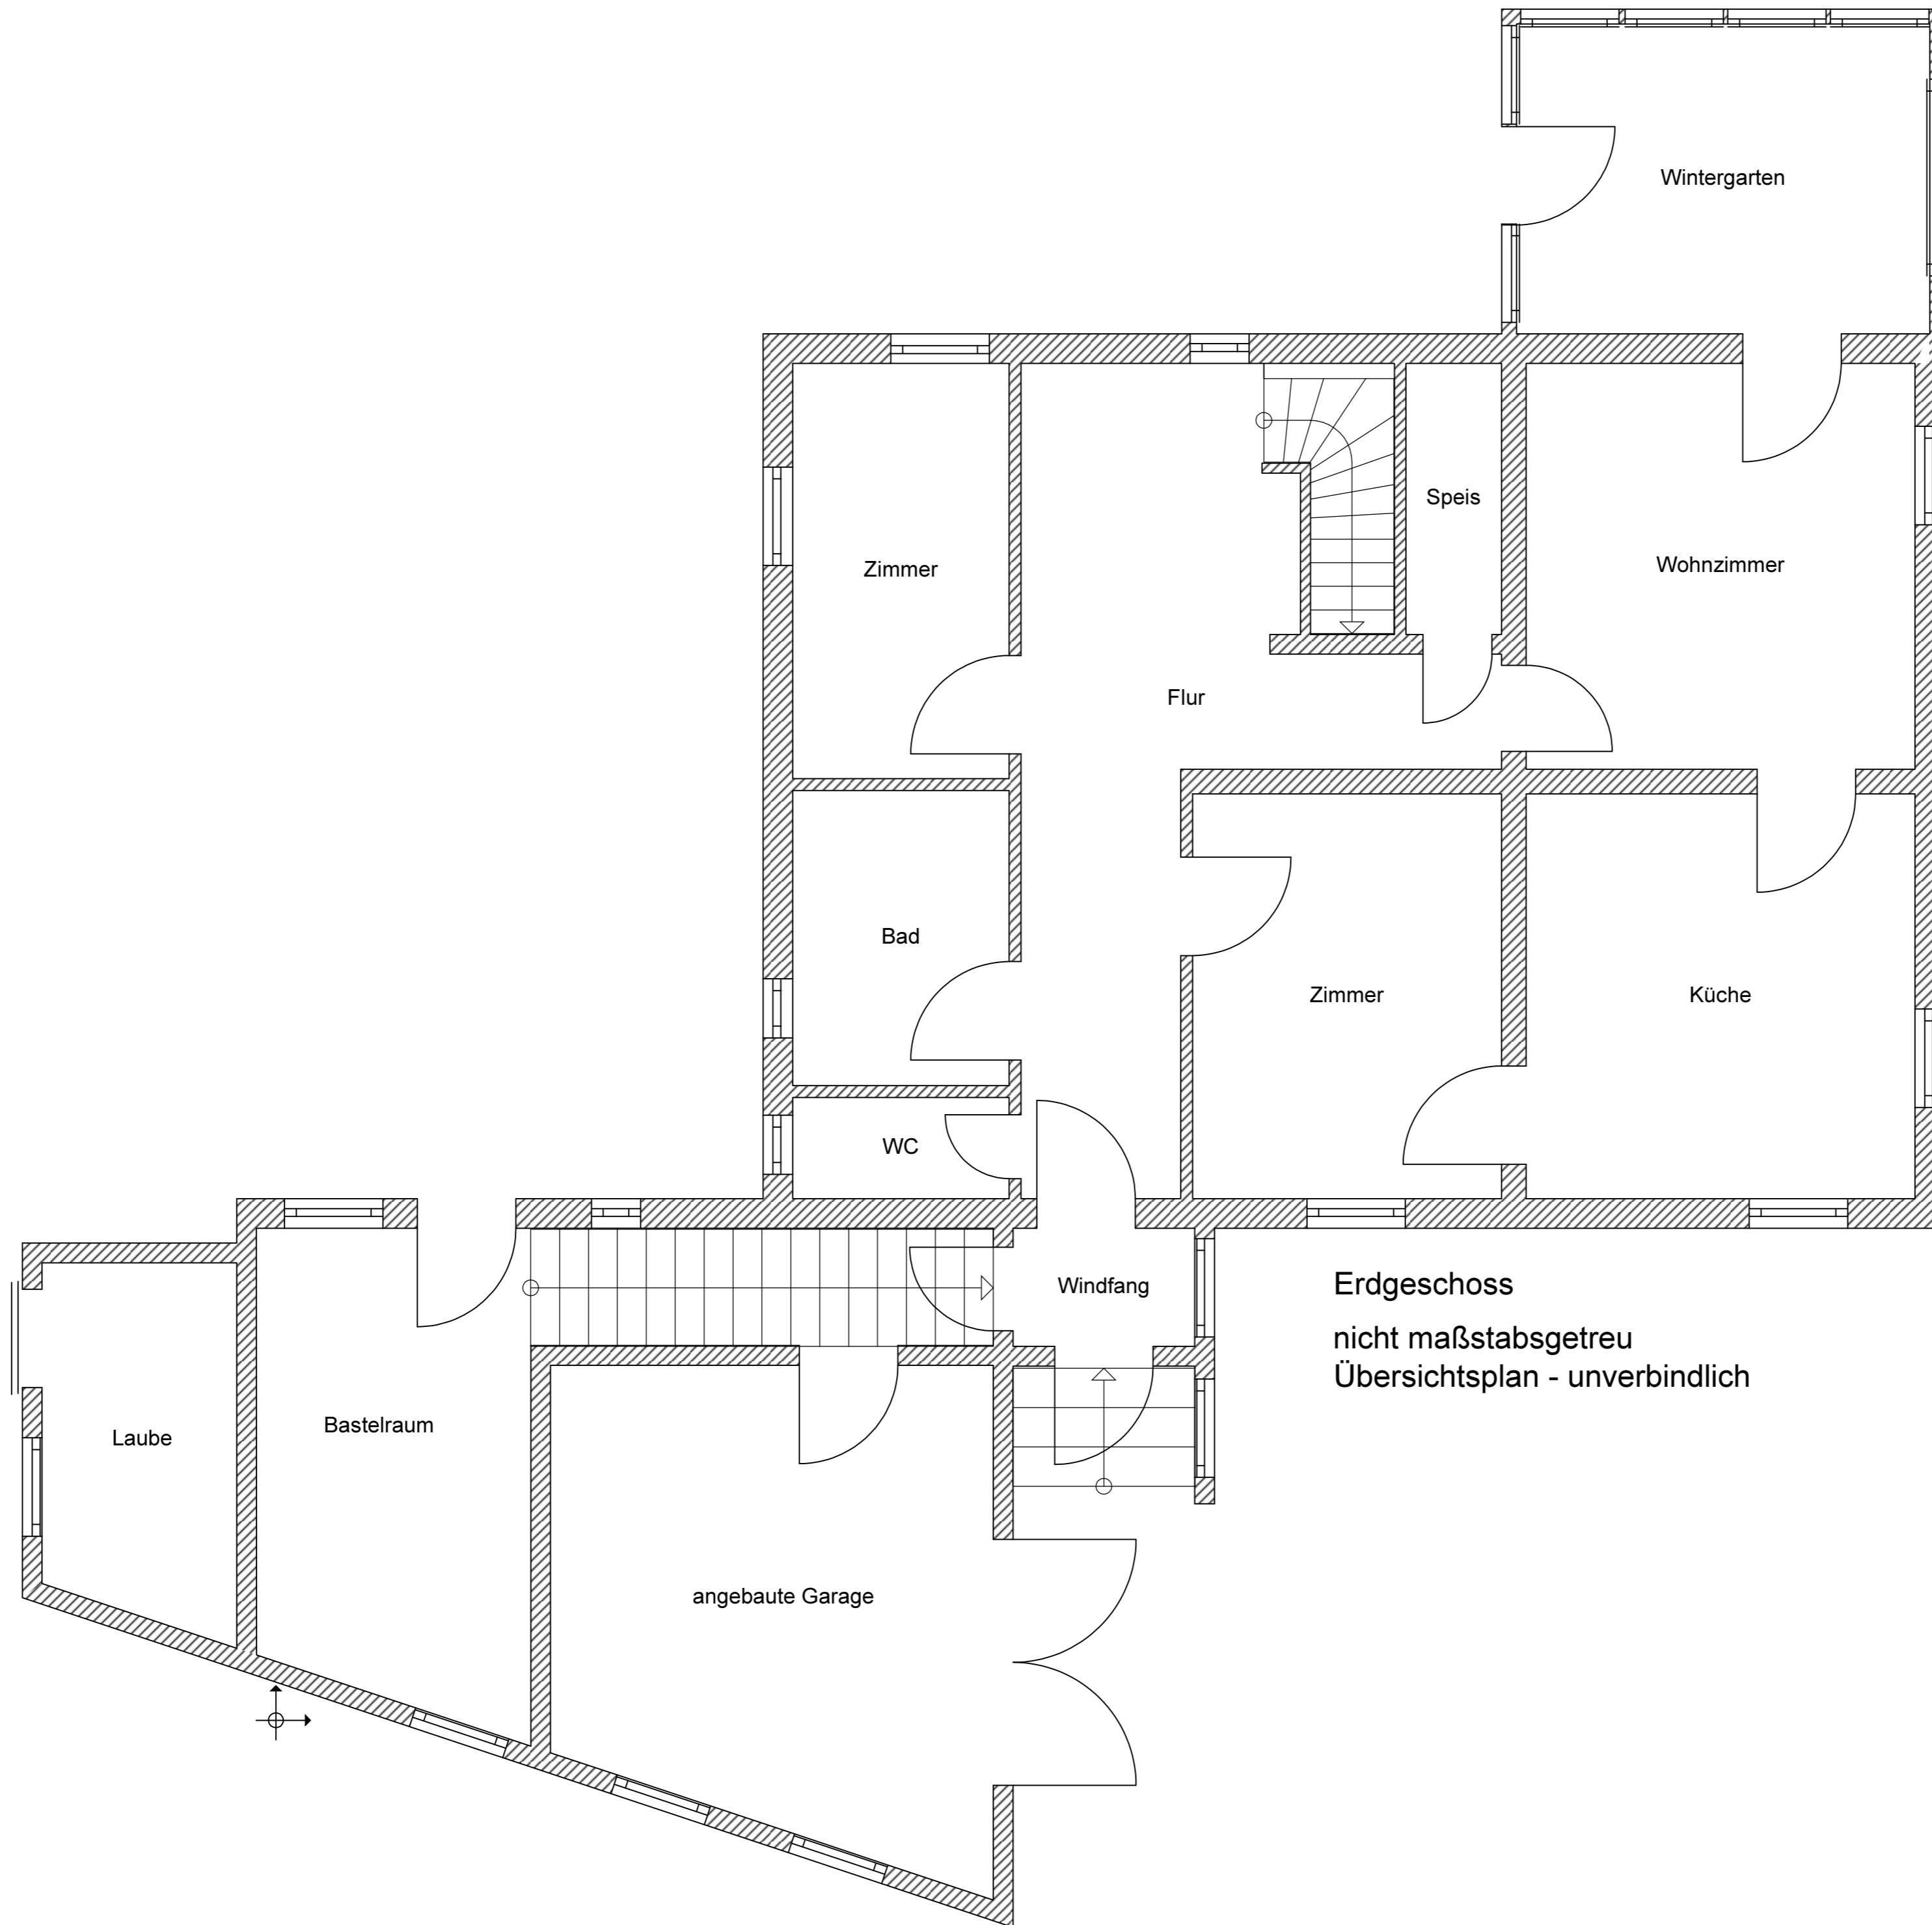 Wintergarten
Speis
Wohnzimmer
Zimmer
Flur
Bad
Zimmer
Küche
WC
Windfang
Erdgeschoss
nicht maßstabsgetreu
Übersichtsplan - unverbindlich
Laube
Bastelraum
angebaute Garage